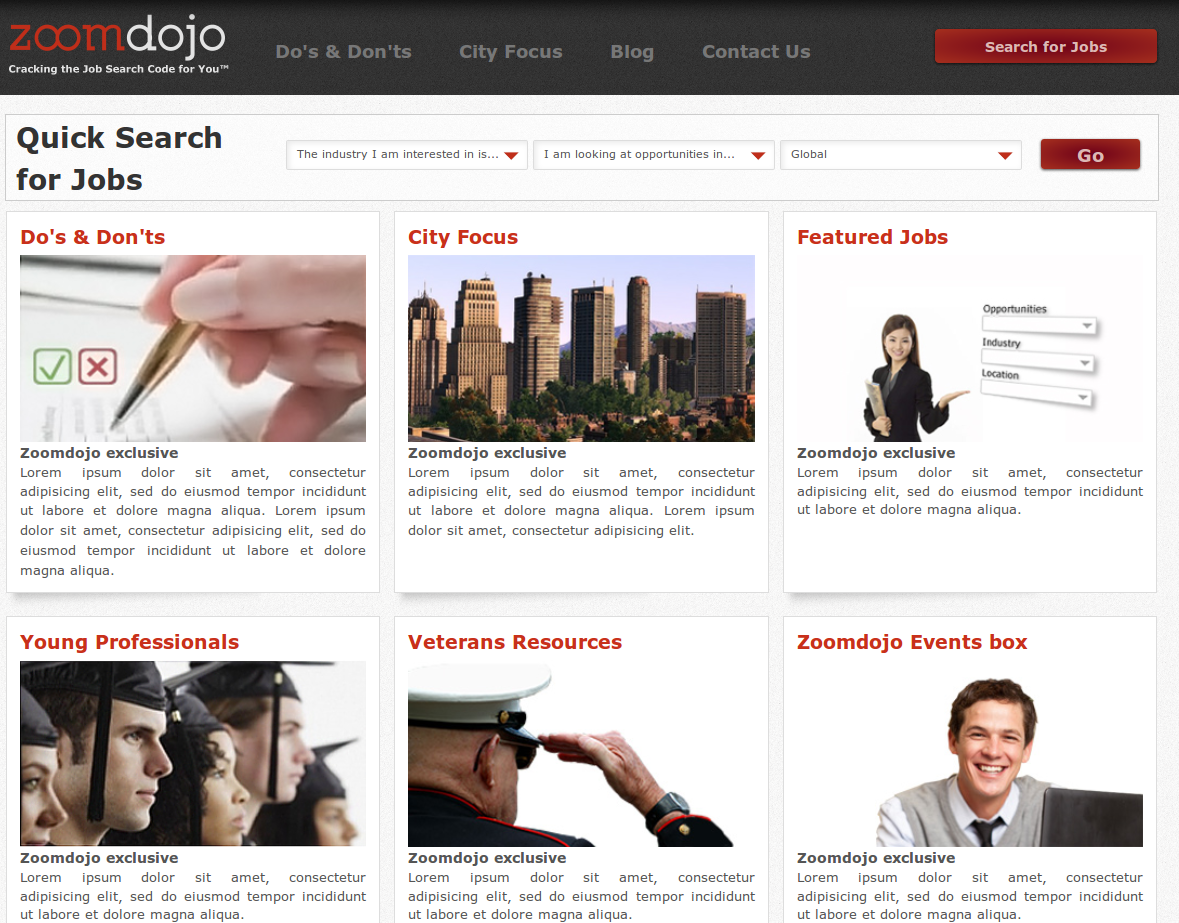 zoomdojo
Cracking the Job Search Code for You™
Do's & Don'ts
City Focus
Blog
Contact Us
Search for Jobs
Quick Search
for Jobs
The industry I am interested in is...
I am looking at opportunities in...
Global
Go
Do's & Don'ts
Zoomdojo exclusive
Lorem ipsum dolor sit amet, consectetur
adipisicing elit, sed do eiusmod tempor incididunt
ut labore et dolore magna aliqua. Lorem ipsum
dolor sit amet, consectetur adipisicing elit, sed do
eiusmod tempor incididunt ut labore et dolore
magna aliqua.
City Focus
Zoomdojo exclusive
Lorem ipsum dolor sit amet, consectetur
adipisicing elit, sed do eiusmod tempor incididunt
ut labore et dolore magna aliqua. Lorem ipsum
dolor sit amet, consectetur adipisicing elit.
Featured Jobs
Opportunities
Industry
Location
Zoomdojo exclusive
Lorem ipsum dolor sit amet, consectetur
adipisicing elit, sed do eiusmod tempor incididunt
ut labore et dolore magna aliqua.
Young Professionals
Zoomdojo exclusive
Lorem ipsum dolor sit amet, consectetur
adipisicing elit, sed do eiusmod tempor incididunt
ut labore et dolore magna aliqua.
Veterans Resources
Zoomdojo exclusive
Lorem ipsum dolor sit amet, consectetur
adipisicing elit, sed do eiusmod tempor incididunt
ut labore et dolore magna aliqua.
Zoomdojo Events box
Zoomdojo exclusive
Lorem ipsum dolor sit amet, consectetur
adipisicing elit, sed do eiusmod tempor incididunt
ut labore et dolore magna aliqua.